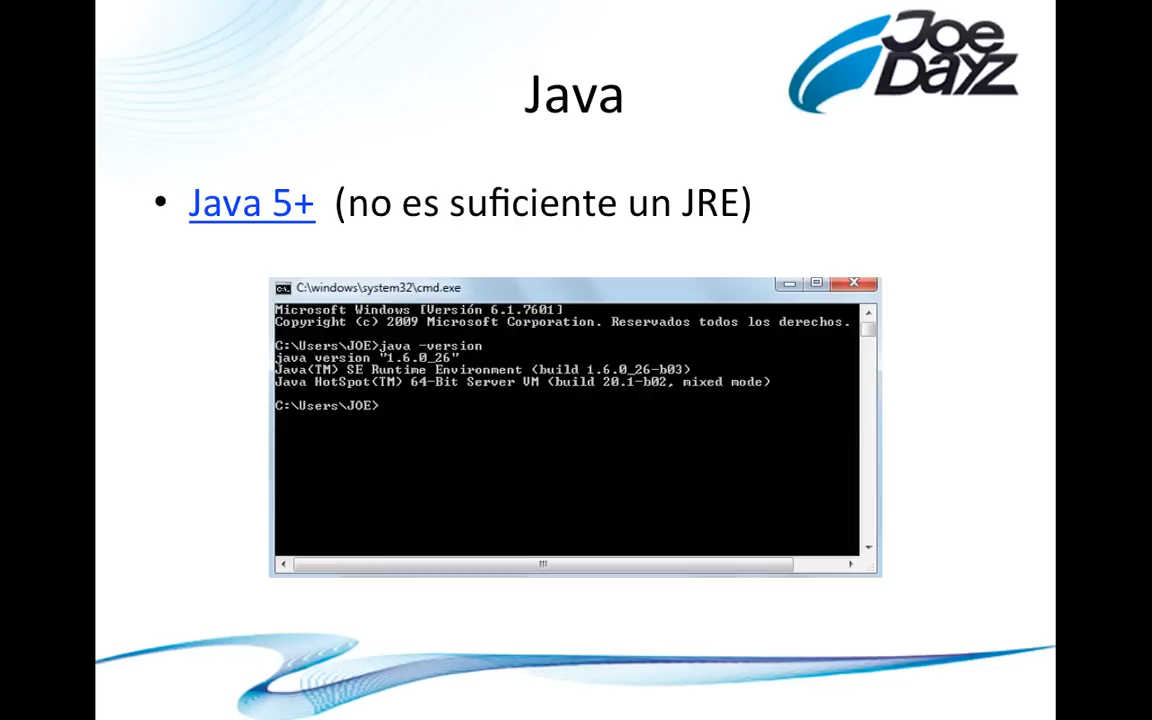 Joe
Dayz
Java
• Java 5+ (no es suficiente un JRE)
C:\windows\system32\cmd.exe
Microsoft Windows [Versión 6.1.7601]
Copyright (c) 2009 Microsoft Corporation. Reservados todos los derechos.
C:\Users\JOE>java -version
java version "1.6.0_26"
Java(TM) SE Runtime Environment (build 1.6.0_26-b03)
Java HotSpot(TM) 64-Bit Server VM (build 20.1-b02, mixed mode)
C:\Users\JOE>